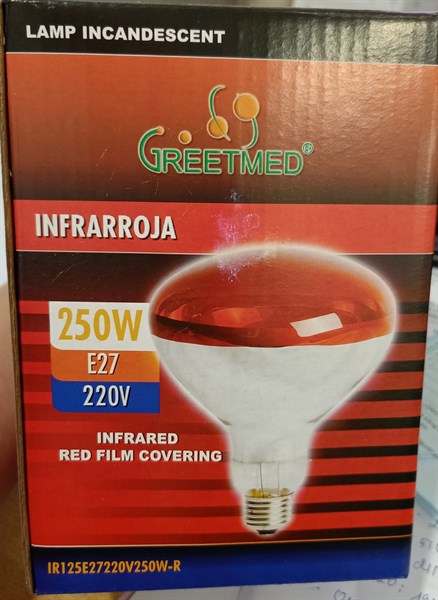 LAMP INCANDESCENT
GREETMED
INFRARROJA
250W
E27
220V
INFRARED
RED FILM COVERING
IR125E27220V250W-R